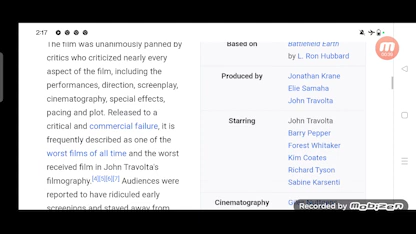 2:17
The film was unanimously panned by
critics who criticized nearly every
aspect of the film, including the
performances, direction, screenplay,
cinematography, special effects,
pacing and plot. Released to a
critical and commercial failure, it is
frequently described as one of the
worst films of all time and the worst
received film in John Travolta's
filmography.[4][5][6][7] Audiences were
reported to have ridiculed early
screenings and stayed away from
Based on
Battlefield Earth
by L. Ron Hubbard
Produced by
Jonathan Krane
Elie Samaha
John Travolta
Starring
John Travolta
Barry Pepper
Forest Whitaker
Kim Coates
Richard Tyson
Sabine Karsenti
Cinematography
Recorded by mobizen